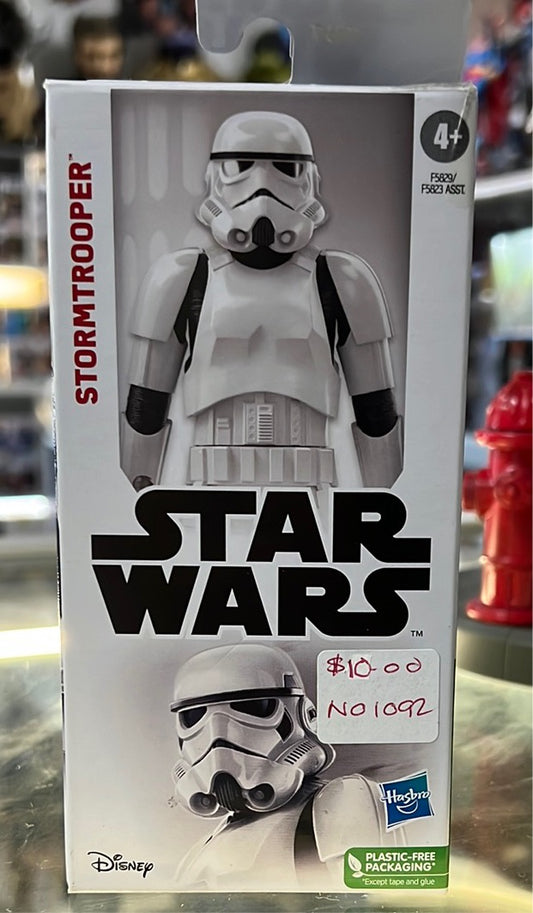 4+
F5829/
F5823 ASST.
STORMTROOPER™
STAR
WARS
™
$10.00
NO1092
Hasbro
Disney
PLASTIC-FREE
PACKAGING*
*Except tape and glue